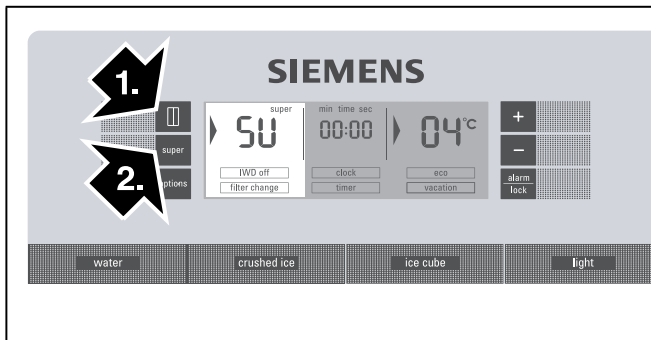 1.
SIEMENS
super
SU
min time sec
00:00
04°C
+
super
−
2.
options
IWD off
clock
eco
alarm
lock
filter change
timer
vacation
water
crushed ice
ice cube
light